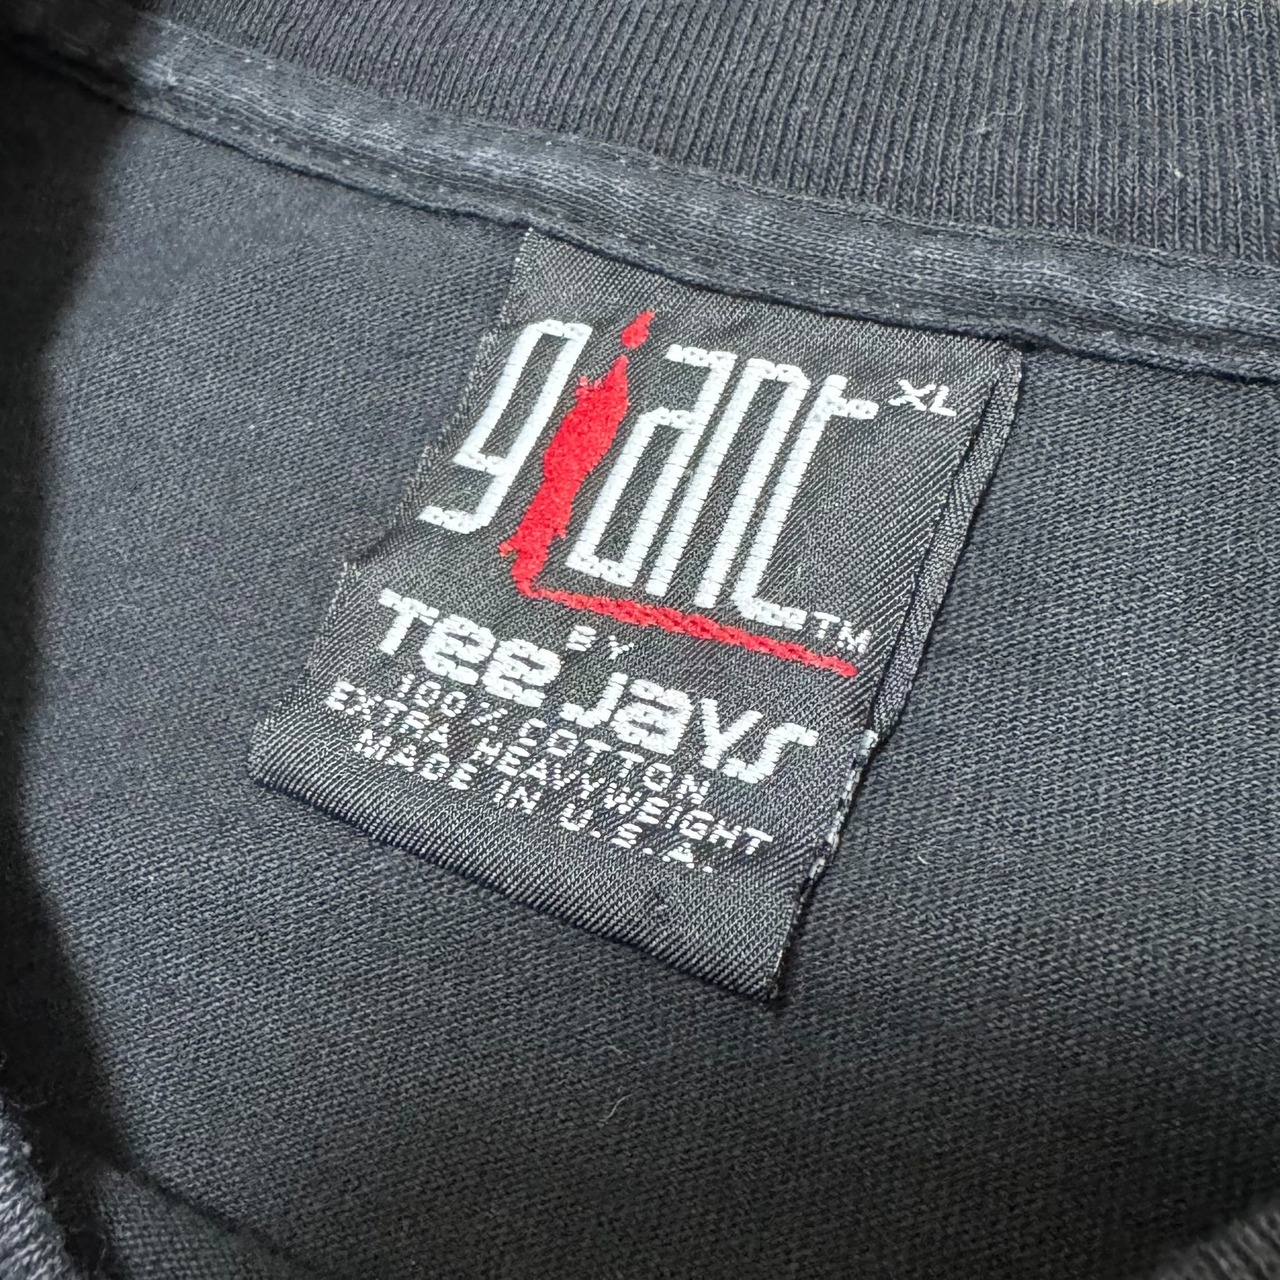 giant XL
TM
BY
Tee Jays
100% COTTON
EXTRA HEAVYWEIGHT
MADE IN U.S.A.